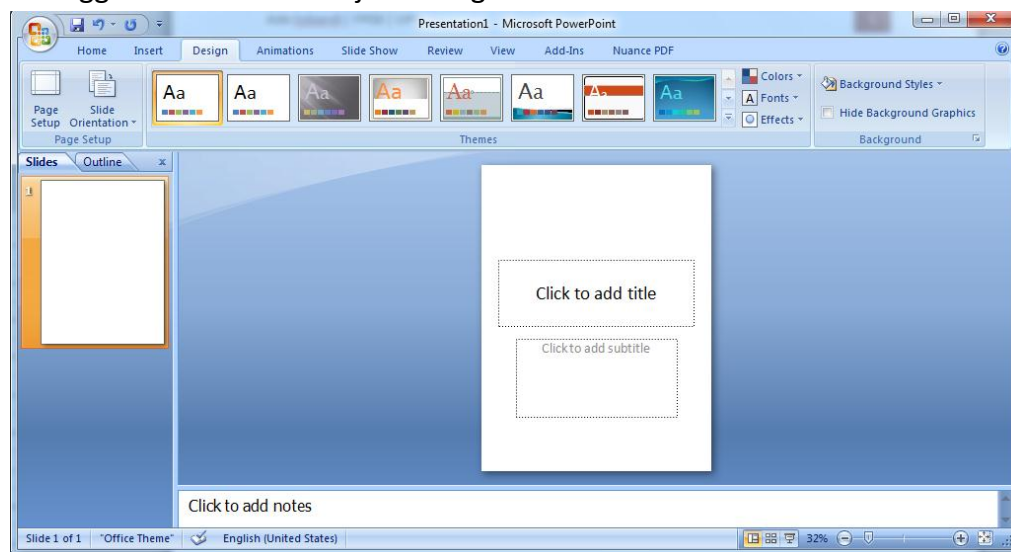 Presentation1 - Microsoft PowerPoint
Home Insert Design Animations Slide Show Review View Add-Ins Nuance PDF
Aa Aa Aa Aa Aa Aa Aa Aa
Colors
Fonts
Effects
Background Styles
Hide Background Graphics
Page Setup
Slide Orientation
Page Setup Themes Background
Slides Outline x
1
Click to add title
Click to add subtitle
Click to add notes
Slide 1 of 1 "Office Theme" English (United States) 32%